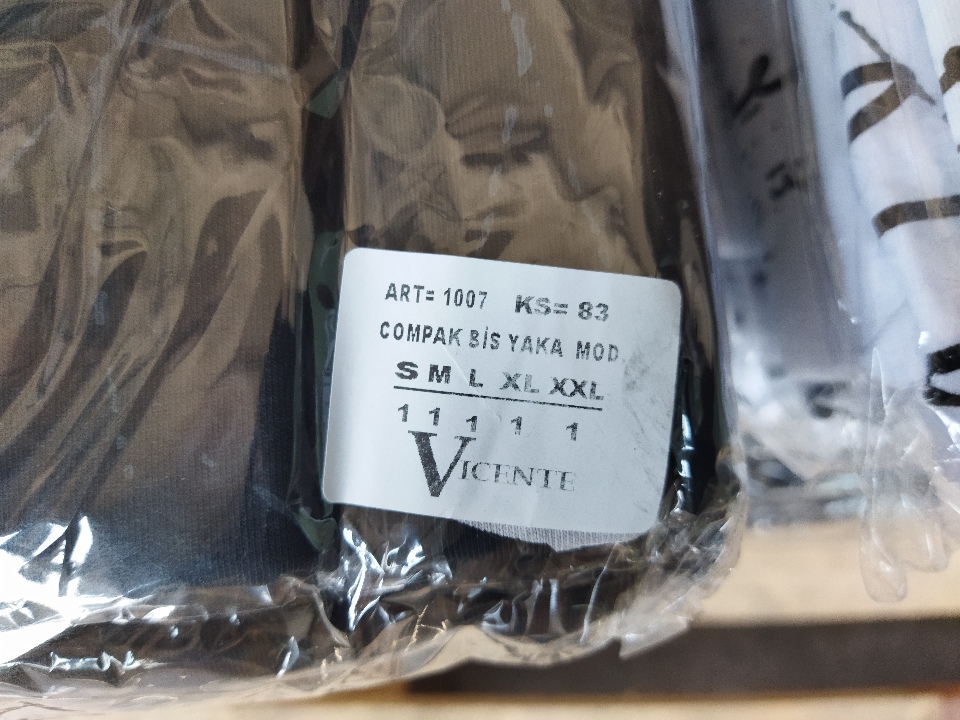 ART= 1007 KS= 83
COMPAK BİS YAKA MOD
S M L XL XXL
1 1 1 1 1
VICENTE